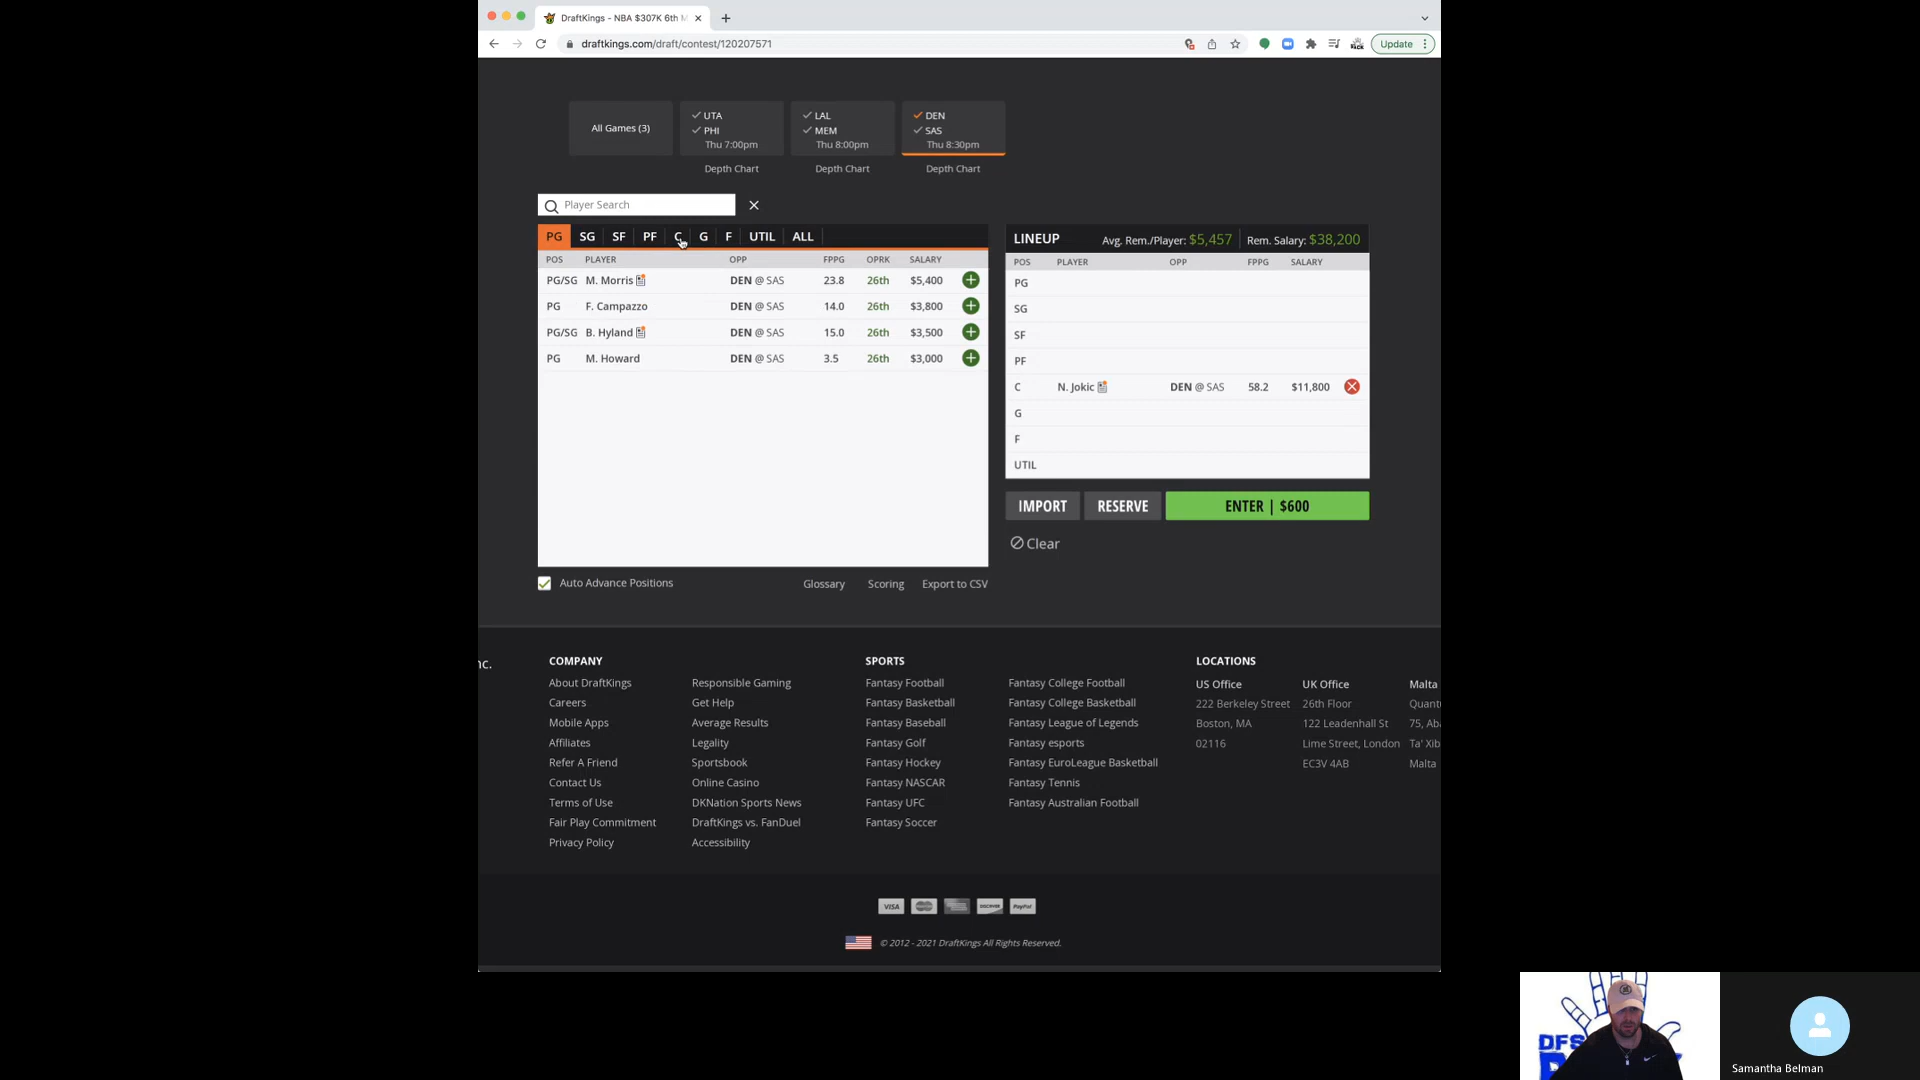 DraftKings - NBA $307K 6th M
draftkings.com/draft/contest/120207571
Update
All Games (3)
UTA
PHI
Thu 7:00pm
Depth Chart
LAL
MEM
Thu 8:00pm
Depth Chart
DEN
SAS
Thu 8:30pm
Depth Chart
Player Search
PG SG SF PF C G F UTIL ALL
POS PLAYER OPP FPPG OPRK SALARY
PG/SG M. Morris DEN @ SAS 23.8 26th $5,400
PG F. Campazzo DEN @ SAS 14.0 26th $3,800
PG/SG B. Hyland DEN @ SAS 15.0 26th $3,500
PG M. Howard DEN @ SAS 3.5 26th $3,000
Auto Advance Positions
Glossary Scoring Export to CSV
LINEUP Avg. Rem./Player: $5,457 Rem. Salary: $38,200
POS PLAYER OPP FPPG SALARY
PG
SG
SF
PF
C N. Jokic DEN @ SAS 58.2 $11,800
G
F
UTIL
IMPORT RESERVE ENTER | $600
Clear
nc.
COMPANY
About DraftKings
Careers
Mobile Apps
Affiliates
Refer A Friend
Contact Us
Terms of Use
Fair Play Commitment
Privacy Policy
Responsible Gaming
Get Help
Average Results
Legality
Sportsbook
Online Casino
DKNation Sports News
DraftKings vs. FanDuel
Accessibility
SPORTS
Fantasy Football
Fantasy Basketball
Fantasy Baseball
Fantasy Golf
Fantasy Hockey
Fantasy NASCAR
Fantasy UFC
Fantasy Soccer
Fantasy College Football
Fantasy College Basketball
Fantasy League of Legends
Fantasy esports
Fantasy EuroLeague Basketball
Fantasy Tennis
Fantasy Australian Football
LOCATIONS
US Office
222 Berkeley Street
Boston, MA
02116
UK Office
26th Floor
122 Leadenhall St
Lime Street, London
EC3V 4AB
Malta
Quant
75, Ab
Ta' Xib
Malta
VISA
DISCOVER
PayPal
© 2012 - 2021 DraftKings All Rights Reserved.
DFS
Samantha Belman